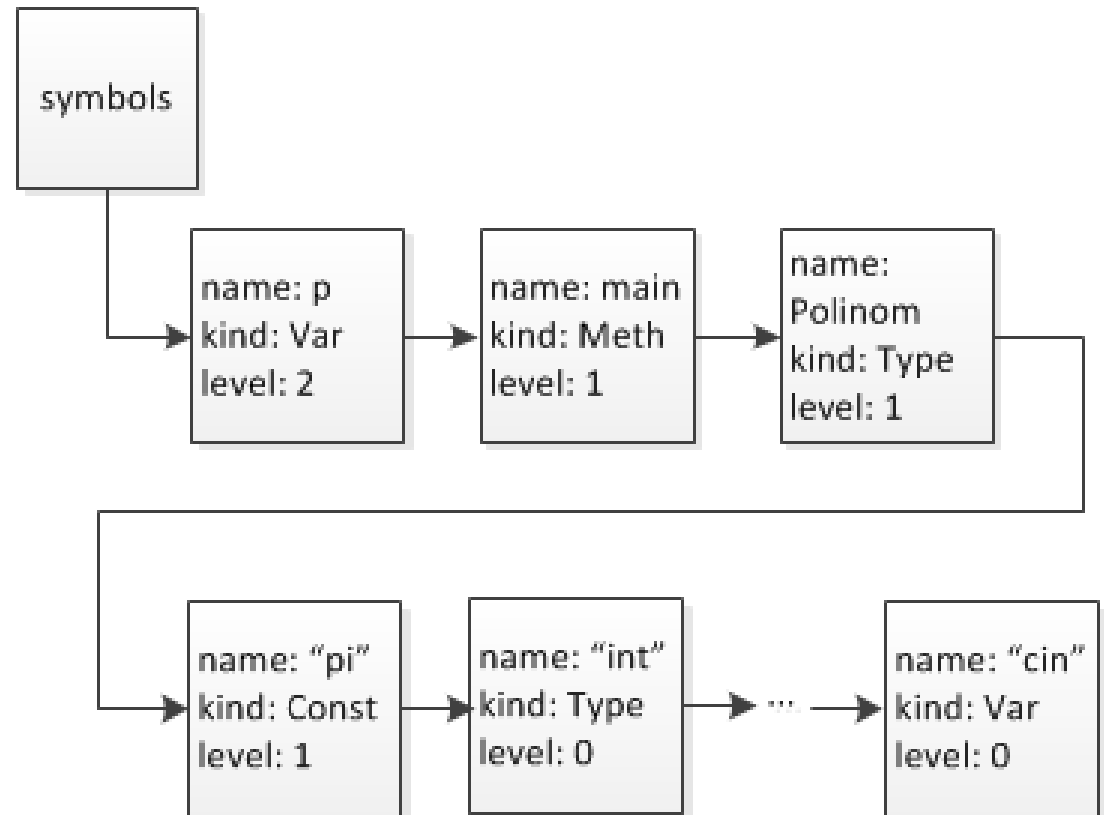 symbols
name: p
kind: Var
level: 2
name: main
kind: Meth
level: 1
name:
Polinom
kind: Type
level: 1
name: “pi”
kind: Const
level: 1
name: “int”
kind: Type
level: 0
...
name: “cin”
kind: Var
level: 0